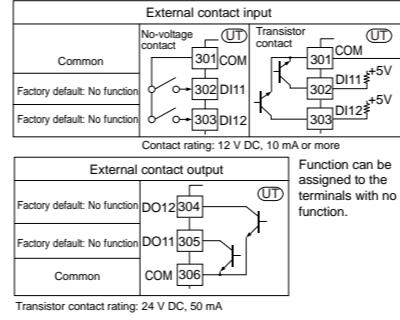 External contact input
No-voltage contact
UT
Transistor contact
UT
Common
301 COM
COM
301
Factory default: No function
302 DI11
DI11 +5V
302
Factory default: No function
303 DI12
DI12 +5V
303
Contact rating: 12 V DC, 10 mA or more
External contact output
Function can be
assigned to the
terminals with no
function.
UT
Factory default: No function
DO12 304
Factory default: No function
DO11 305
Common
COM 306
Transistor contact rating: 24 V DC, 50 mA